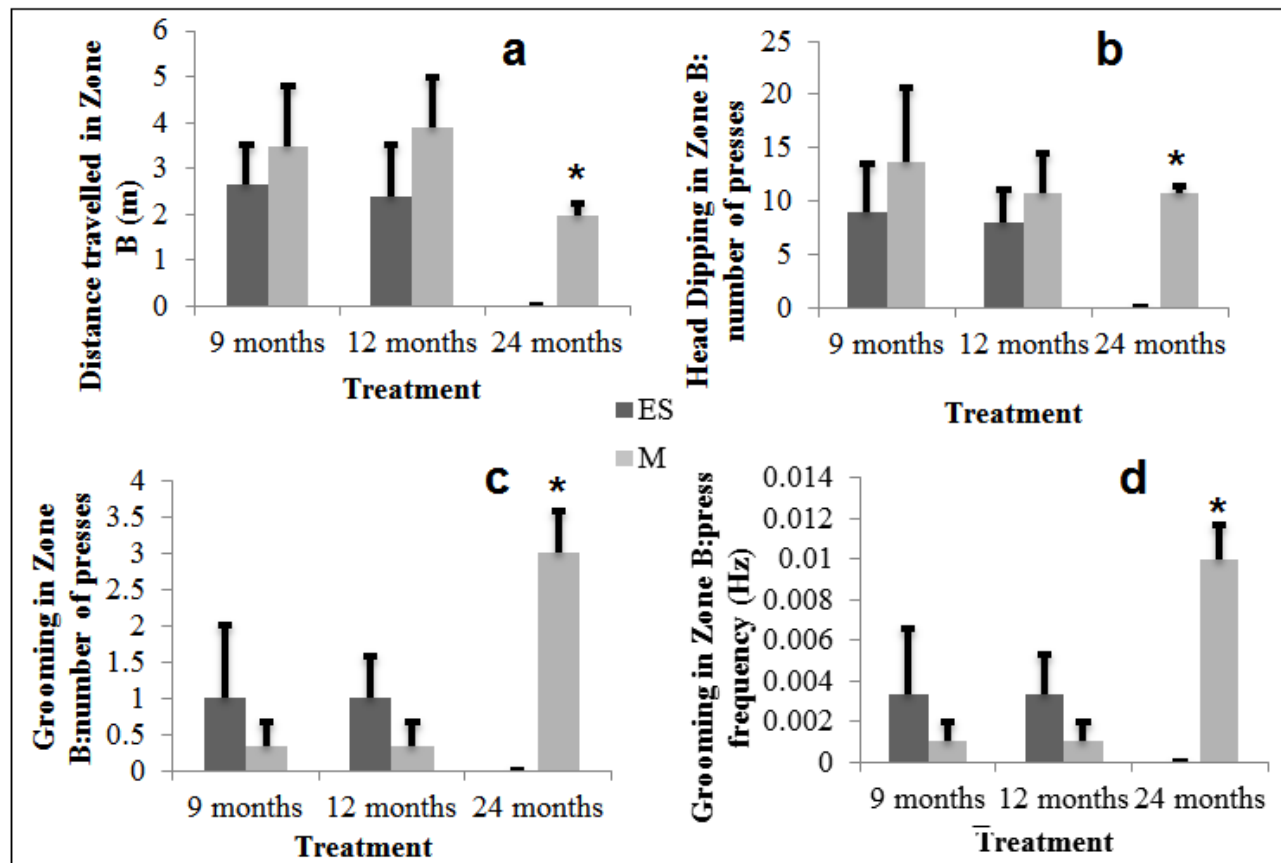 a
Distance travelled in Zone
B (m)
6
5
4
3
2
1
0
*
9 months 12 months 24 months
Treatment
b
Head Dipping in Zone B:
number of presses
25
20
15
10
5
0
*
9 months 12 months 24 months
Treatment
ES
M
c
Grooming in Zone
B:number of presses
4
3.5
3
2.5
2
1.5
1
0.5
0
*
9 months 12 months 24 months
Treatment
d
Grooming in Zone B:press
frequency (Hz)
0.014
0.012
0.01
0.008
0.006
0.004
0.002
0
*
9 months 12 months 24 months
Treatment